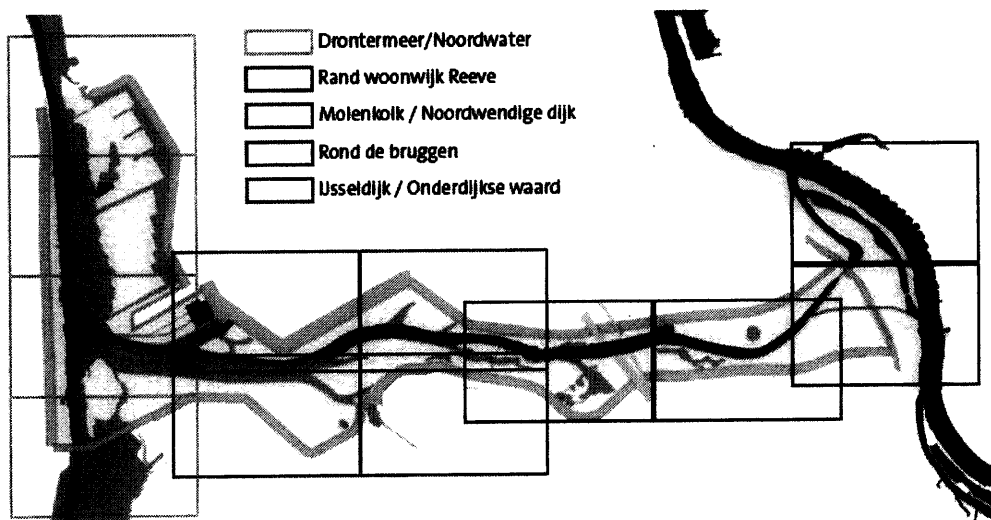 Drontermeer/Noordwater
Rand woonwijk Reeve
Molenkolk / Noordwendige dijk
Rond de bruggen
IJsseldijk / Onderdijkse waard